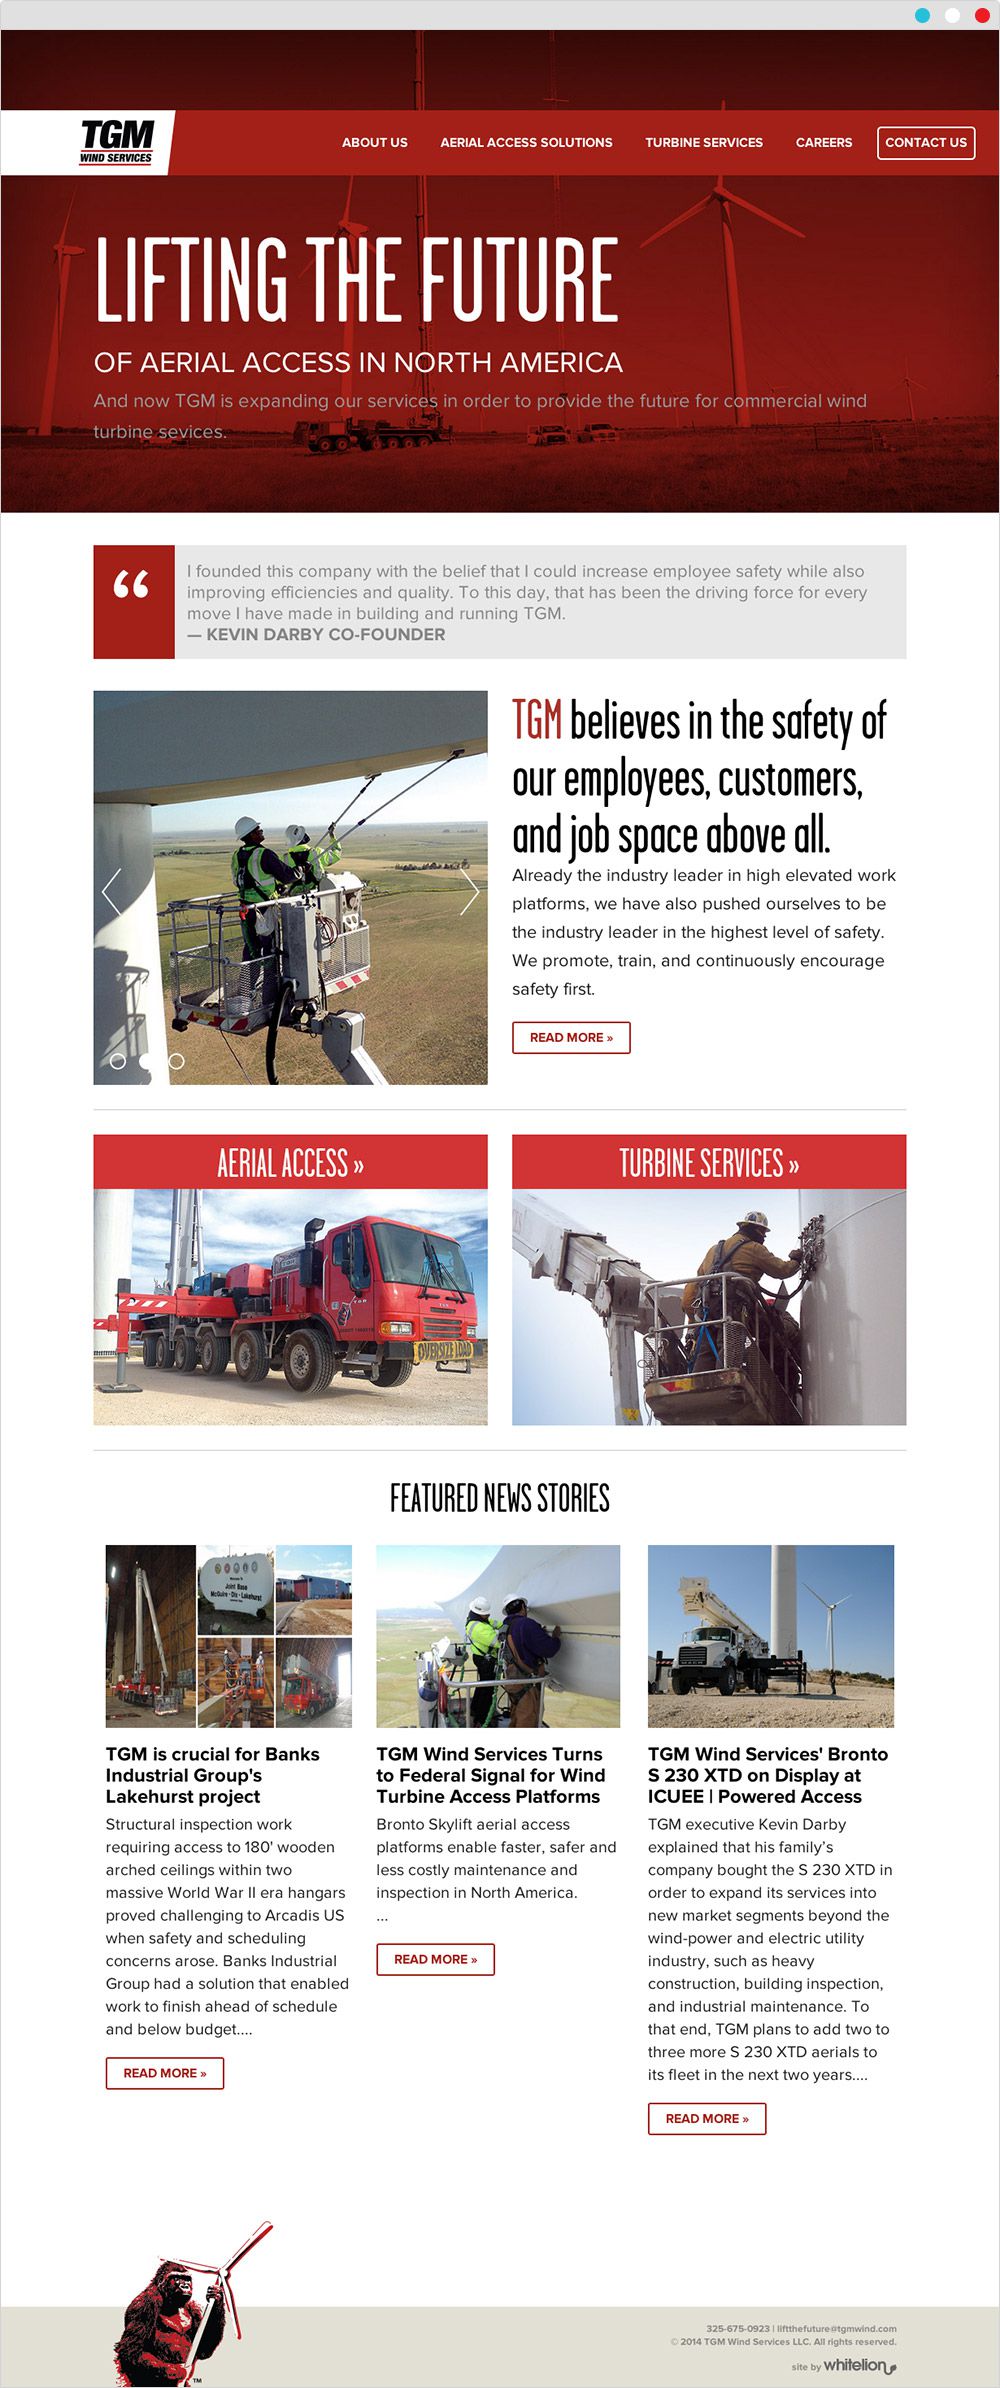 TGM
WIND SERVICES
ABOUT US
AERIAL ACCESS SOLUTIONS
TURBINE SERVICES
CAREERS
CONTACT US
LIFTING THE FUTURE
OF AERIAL ACCESS IN NORTH AMERICA
And now TGM is expanding our services in order to provide the future for commercial wind
turbine sevices.
“
I founded this company with the belief that I could increase employee safety while also
improving efficiencies and quality. To this day, that has been the driving force for every
move I have made in building and running TGM.
— KEVIN DARBY CO-FOUNDER
TGM believes in the safety of
our employees, customers,
and job space above all.
Already the industry leader in high elevated work
platforms, we have also pushed ourselves to be
the industry leader in the highest level of safety.
We promote, train, and continuously encourage
safety first.
READ MORE »
AERIAL ACCESS »
OVERSIZE LOAD
TURBINE SERVICES »
FEATURED NEWS STORIES
Joint Base
McGuire - Dix - Lakehurst
TGM is crucial for Banks
Industrial Group's
Lakehurst project
Structural inspection work
requiring access to 180' wooden
arched ceilings within two
massive World War II era hangars
proved challenging to Arcadis US
when safety and scheduling
concerns arose. Banks Industrial
Group had a solution that enabled
work to finish ahead of schedule
and below budget....
READ MORE »
TGM Wind Services Turns
to Federal Signal for Wind
Turbine Access Platforms
Bronto Skylift aerial access
platforms enable faster, safer and
less costly maintenance and
inspection in North America.
...
READ MORE »
TGM Wind Services' Bronto
S 230 XTD on Display at
ICUEE | Powered Access
TGM executive Kevin Darby
explained that his family’s
company bought the S 230 XTD in
order to expand its services into
new market segments beyond the
wind-power and electric utility
industry, such as heavy
construction, building inspection,
and industrial maintenance. To
that end, TGM plans to add two to
three more S 230 XTD aerials to
its fleet in the next two years....
READ MORE »
TM
325-675-0923 | liftthefuture@tgmwind.com
© 2014 TGM Wind Services LLC. All rights reserved.
site by whitelion